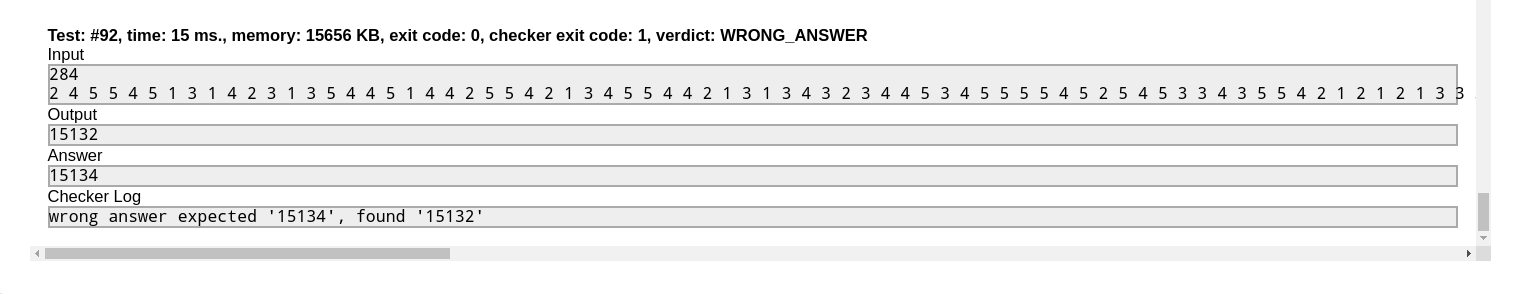 Test: #92, time: 15 ms., memory: 15656 KB, exit code: 0, checker exit code: 1, verdict: WRONG_ANSWER
Input
284
2 4 5 5 4 5 1 3 1 4 2 3 1 3 5 4 4 5 1 4 4 2 5 5 4 2 1 3 4 5 5 4 4 2 1 3 1 3 4 3 2 3 4 4 5 3 4 5 5 5 5 4 5 2 5 4 5 3 3 4 3 5 5 4 2 1 2 1 2 1 3 3
Output
15132
Answer
15134
Checker Log
wrong answer expected '15134', found '15132'